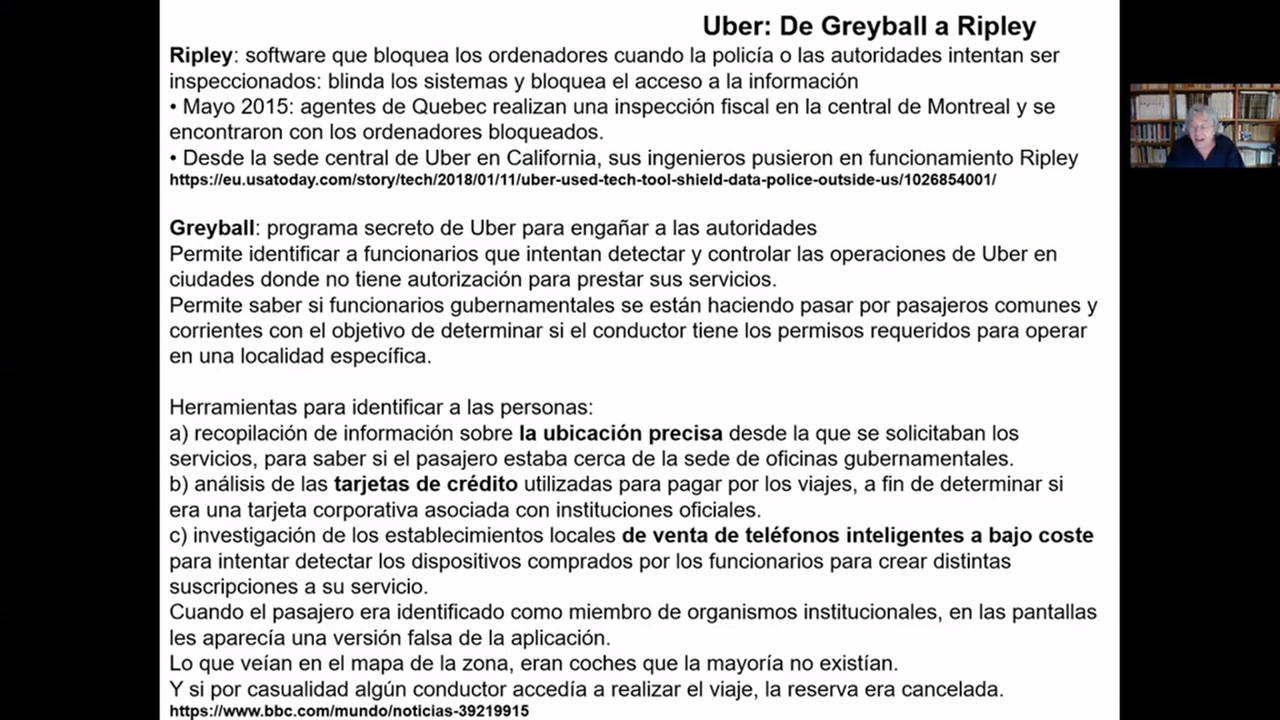 Uber: De Greyball a Ripley
Ripley: software que bloquea los ordenadores cuando la policía o las autoridades intentan ser
inspeccionados: blinda los sistemas y bloquea el acceso a la información
• Mayo 2015: agentes de Quebec realizan una inspección fiscal en la central de Montreal y se
encontraron con los ordenadores bloqueados.
• Desde la sede central de Uber en California, sus ingenieros pusieron en funcionamiento Ripley
https://eu.usatoday.com/story/tech/2018/01/11/uber-used-tech-tool-shield-data-police-outside-us/1026854001/
Greyball: programa secreto de Uber para engañar a las autoridades
Permite identificar a funcionarios que intentan detectar y controlar las operaciones de Uber en
ciudades donde no tiene autorización para prestar sus servicios.
Permite saber si funcionarios gubernamentales se están haciendo pasar por pasajeros comunes y
corrientes con el objetivo de determinar si el conductor tiene los permisos requeridos para operar
en una localidad específica.
Herramientas para identificar a las personas:
a) recopilación de información sobre la ubicación precisa desde la que se solicitaban los
servicios, para saber si el pasajero estaba cerca de la sede de oficinas gubernamentales.
b) análisis de las tarjetas de crédito utilizadas para pagar por los viajes, a fin de determinar si
era una tarjeta corporativa asociada con instituciones oficiales.
c) investigación de los establecimientos locales de venta de teléfonos inteligentes a bajo coste
para intentar detectar los dispositivos comprados por los funcionarios para crear distintas
suscripciones a su servicio.
Cuando el pasajero era identificado como miembro de organismos institucionales, en las pantallas
les aparecía una versión falsa de la aplicación.
Lo que veían en el mapa de la zona, eran coches que la mayoría no existían.
Y si por casualidad algún conductor accedía a realizar el viaje, la reserva era cancelada.
https://www.bbc.com/mundo/noticias-39219915